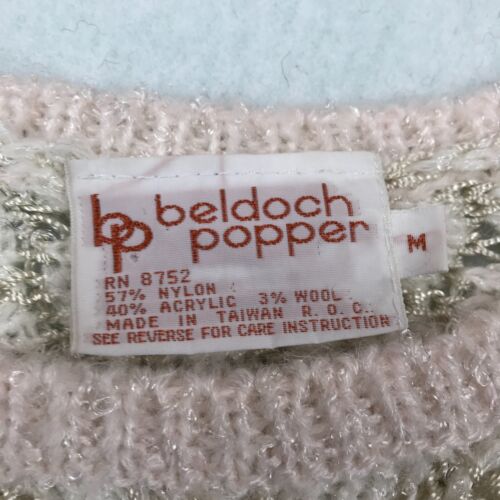 bp beldoch
popper
M
RN 8752
57% NYLON
40% ACRYLIC 3% WOOL
MADE IN TAIWAN R.O.C.
SEE REVERSE FOR CARE INSTRUCTION